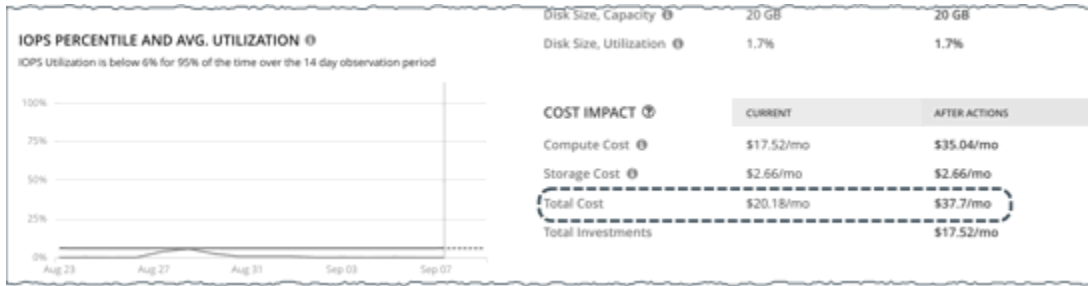 Disk Size, Capacity 20 GB 20 GB
IOPS PERCENTILE AND AVG. UTILIZATION
Disk Size, Utilization 1.7% 1.7%
IOPS Utilization is below 6% for 95% of the time over the 14 day observation period
100%
75%
50%
25%
0%
Aug 23 Aug 27 Aug 31 Sep 03 Sep 07
COST IMPACT CURRENT AFTER ACTIONS
Compute Cost $17.52/mo $35.04/mo
Storage Cost $2.66/mo $2.66/mo
Total Cost $20.18/mo $37.7/mo
Total Investments $17.52/mo